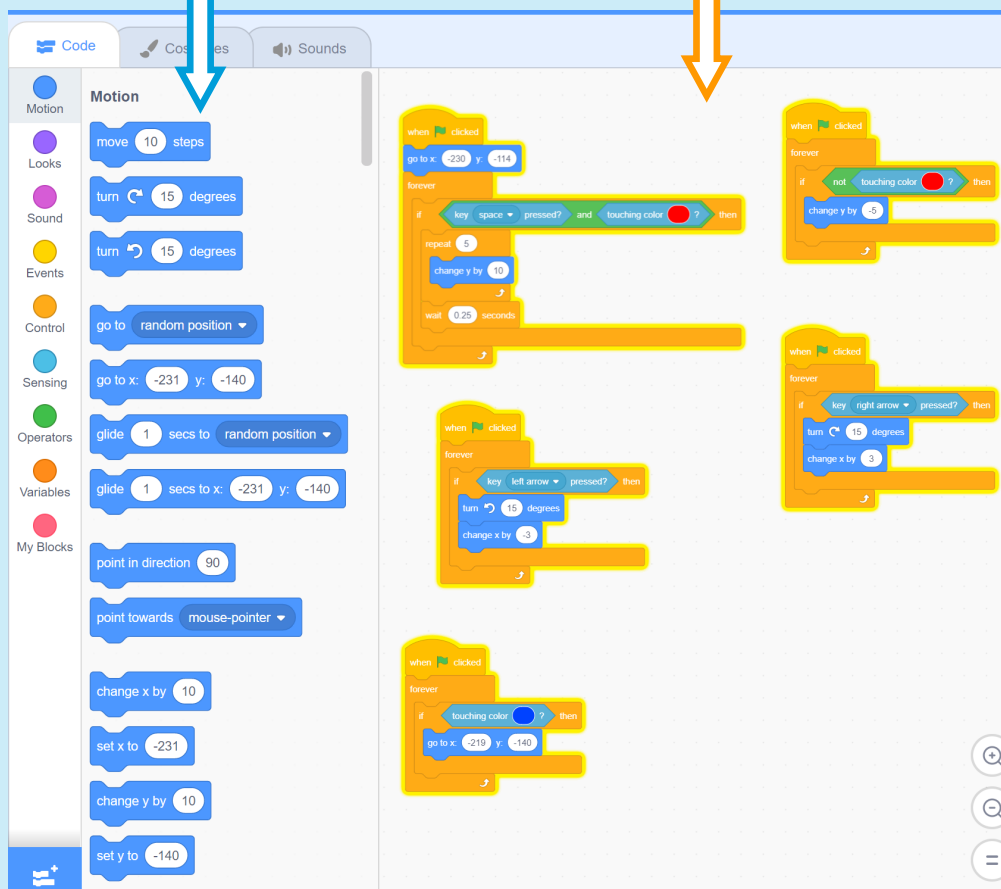 Code
Sounds
Motion
Looks
Sound
Events
Control
Sensing
Operators
Variables
My Blocks
Motion
move 10 steps
turn 15 degrees
turn 15 degrees
go to random position
go to x: -231 y: -140
glide 1 secs to random position
glide 1 secs to x: -231 y: -140
point in direction 90
point towards mouse-pointer
change x by 10
set x to -231
change y by 10
set y to -140
when clicked
go to x: -230 y: -114
forever
if key space pressed? and touching color ? then
repeat 5
change y by 10
wait 0.25 seconds
when clicked
forever
if not touching color ? then
change y by -5
when clicked
forever
if key left arrow pressed? then
turn 15 degrees
change x by -3
when clicked
forever
if key right arrow pressed? then
turn 15 degrees
change x by 3
when clicked
forever
if touching color ? then
go to x: -219 y: -140